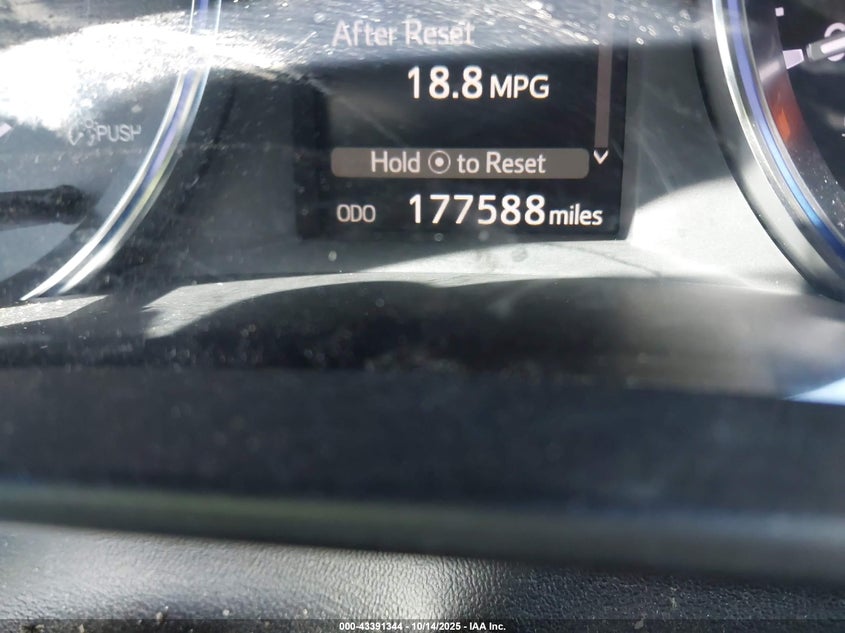 After Reset
18.8 MPG
PUSH
Hold to Reset
ODO 177588 miles
000-43391344 - 10/14/2025 - IAA Inc.